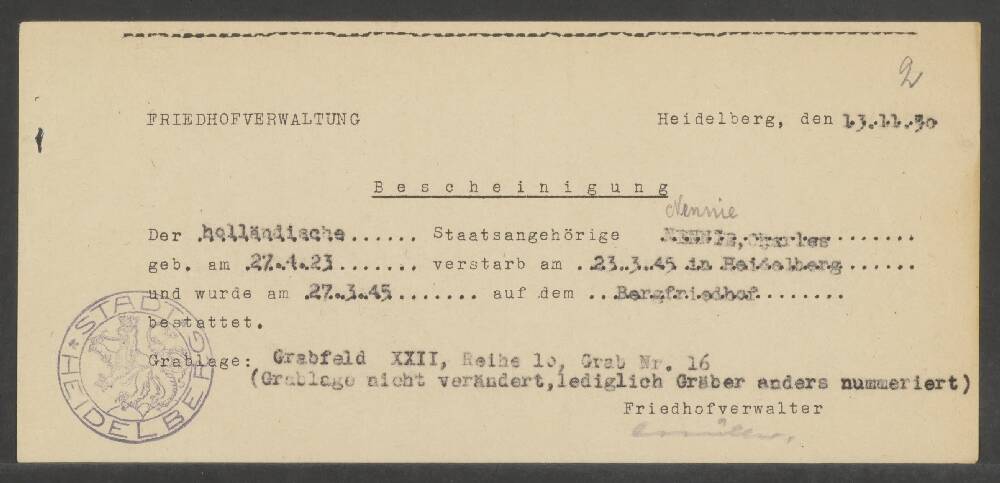 2
FRIEDHOFVERWALTUNG Heidelberg, den 13.11.50
Bescheinigung
Nennie
Der holländische...... Staatsangehörige NENNIE, Charles.......
geb. am 27.4.23....... verstarb am ..23.3.45 in Heidelberg......
und wurde am .27.3.45....... auf dem ..Bergfriedhof........
bestattet.
Grablage: Grabfeld XXII, Reihe 1o, Grab Nr. 16
(Grablage nicht verändert, lediglich Gräber anders nummeriert)
Friedhofverwalter
STADT HEIDELBERG